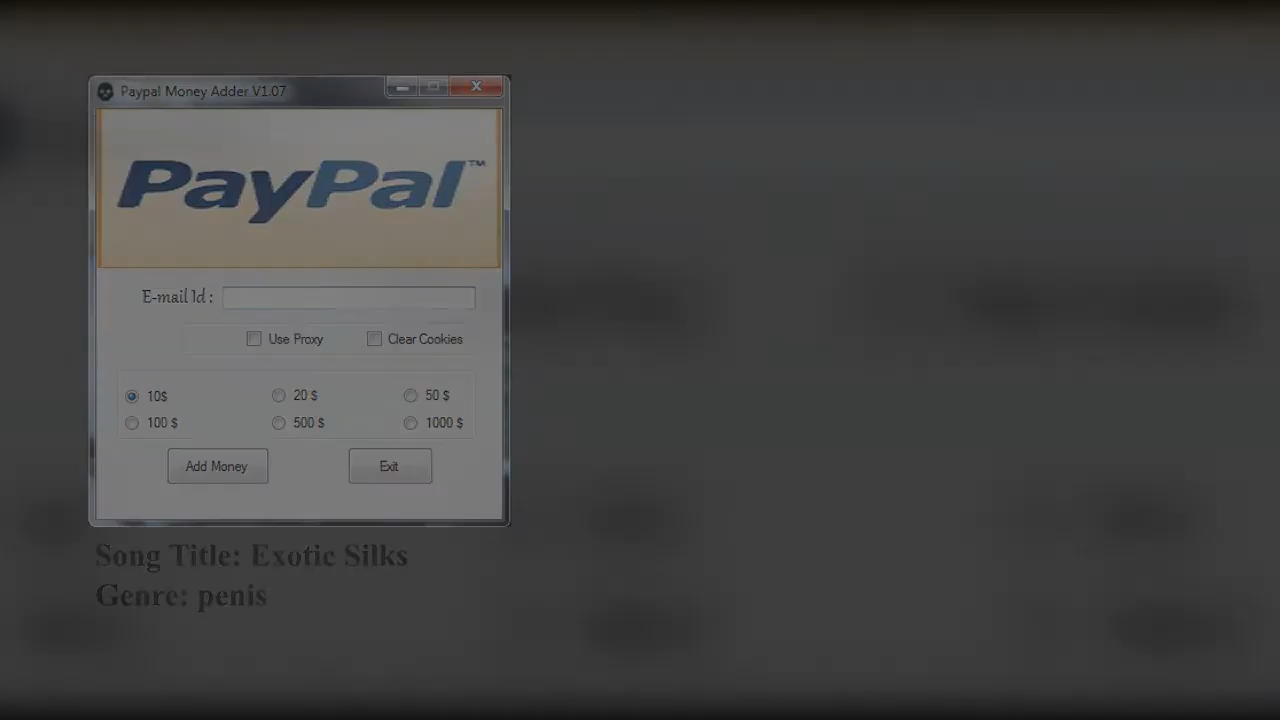 Paypal Money Adder V1.07
PayPal™
E-mail Id :
Use Proxy Clear Cookies
10$ 20 $ 50 $
100 $ 500 $ 1000 $
Add Money Exit
Song Title: Exotic Silks
Genre: penis